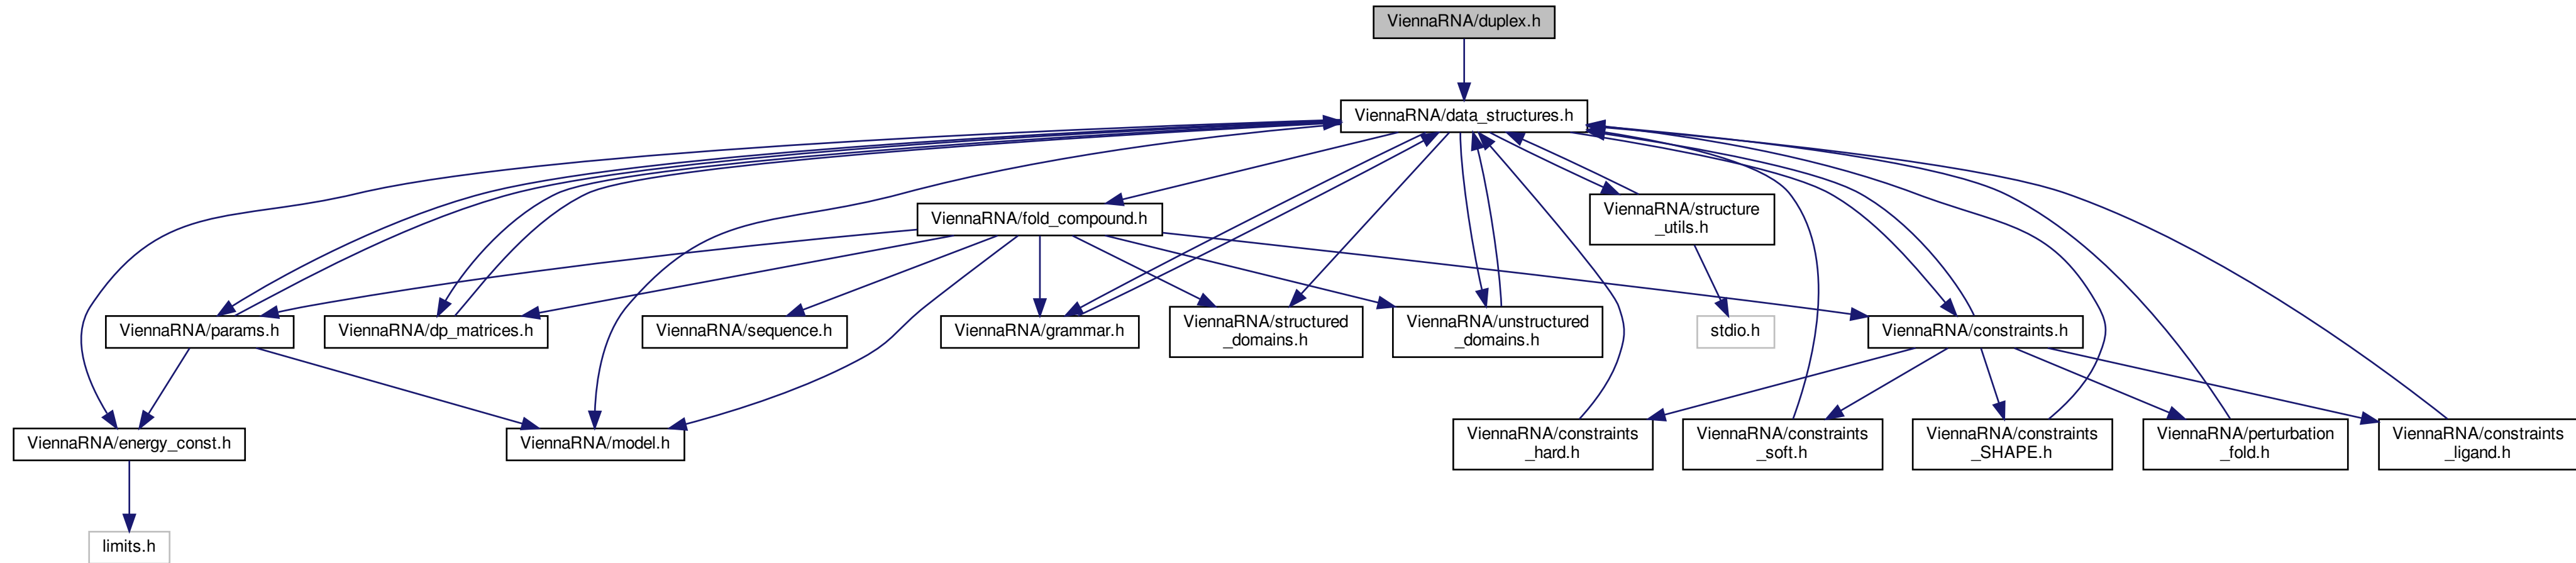 ViennaRNA/duplex.h
ViennaRNA/data_structures.h
ViennaRNA/fold_compound.h
ViennaRNA/structure
_utils.h
ViennaRNA/params.h
ViennaRNA/dp_matrices.h
ViennaRNA/sequence.h
ViennaRNA/grammar.h
ViennaRNA/structured
_domains.h
ViennaRNA/unstructured
_domains.h
stdio.h
ViennaRNA/constraints.h
ViennaRNA/energy_const.h
ViennaRNA/model.h
ViennaRNA/constraints
_hard.h
ViennaRNA/constraints
_soft.h
ViennaRNA/constraints
_SHAPE.h
ViennaRNA/perturbation
_fold.h
ViennaRNA/constraints
_ligand.h
limits.h